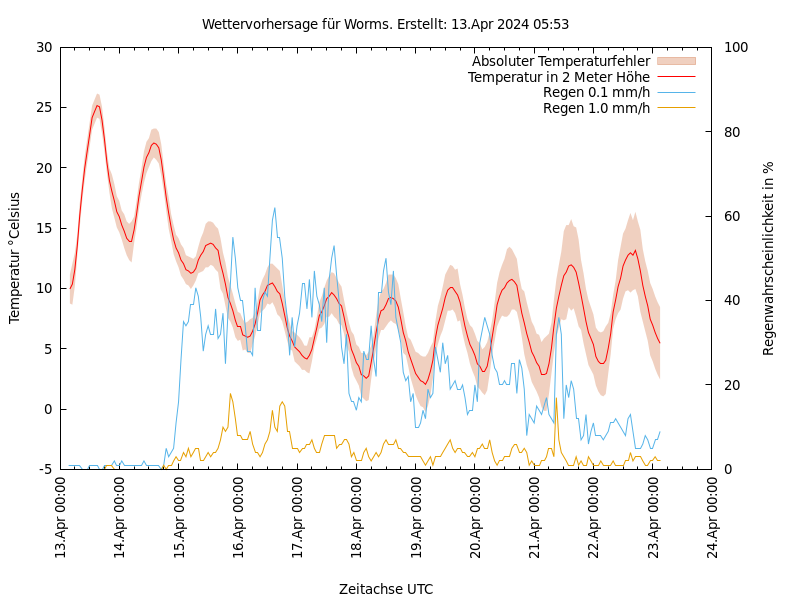 Wettervorhersage für Worms. Erstellt: 13.Apr 2024 05:53
Absoluter Temperaturfehler
Temperatur in 2 Meter Höhe
Regen 0.1 mm/h
Regen 1.0 mm/h
Temperatur °Celsius
30
25
20
15
10
5
0
-5
100
80
60
40
20
0
Regenwahrscheinlichkeit in %
13.Apr 00:00
14.Apr 00:00
15.Apr 00:00
16.Apr 00:00
17.Apr 00:00
18.Apr 00:00
19.Apr 00:00
20.Apr 00:00
21.Apr 00:00
22.Apr 00:00
23.Apr 00:00
24.Apr 00:00
Zeitachse UTC